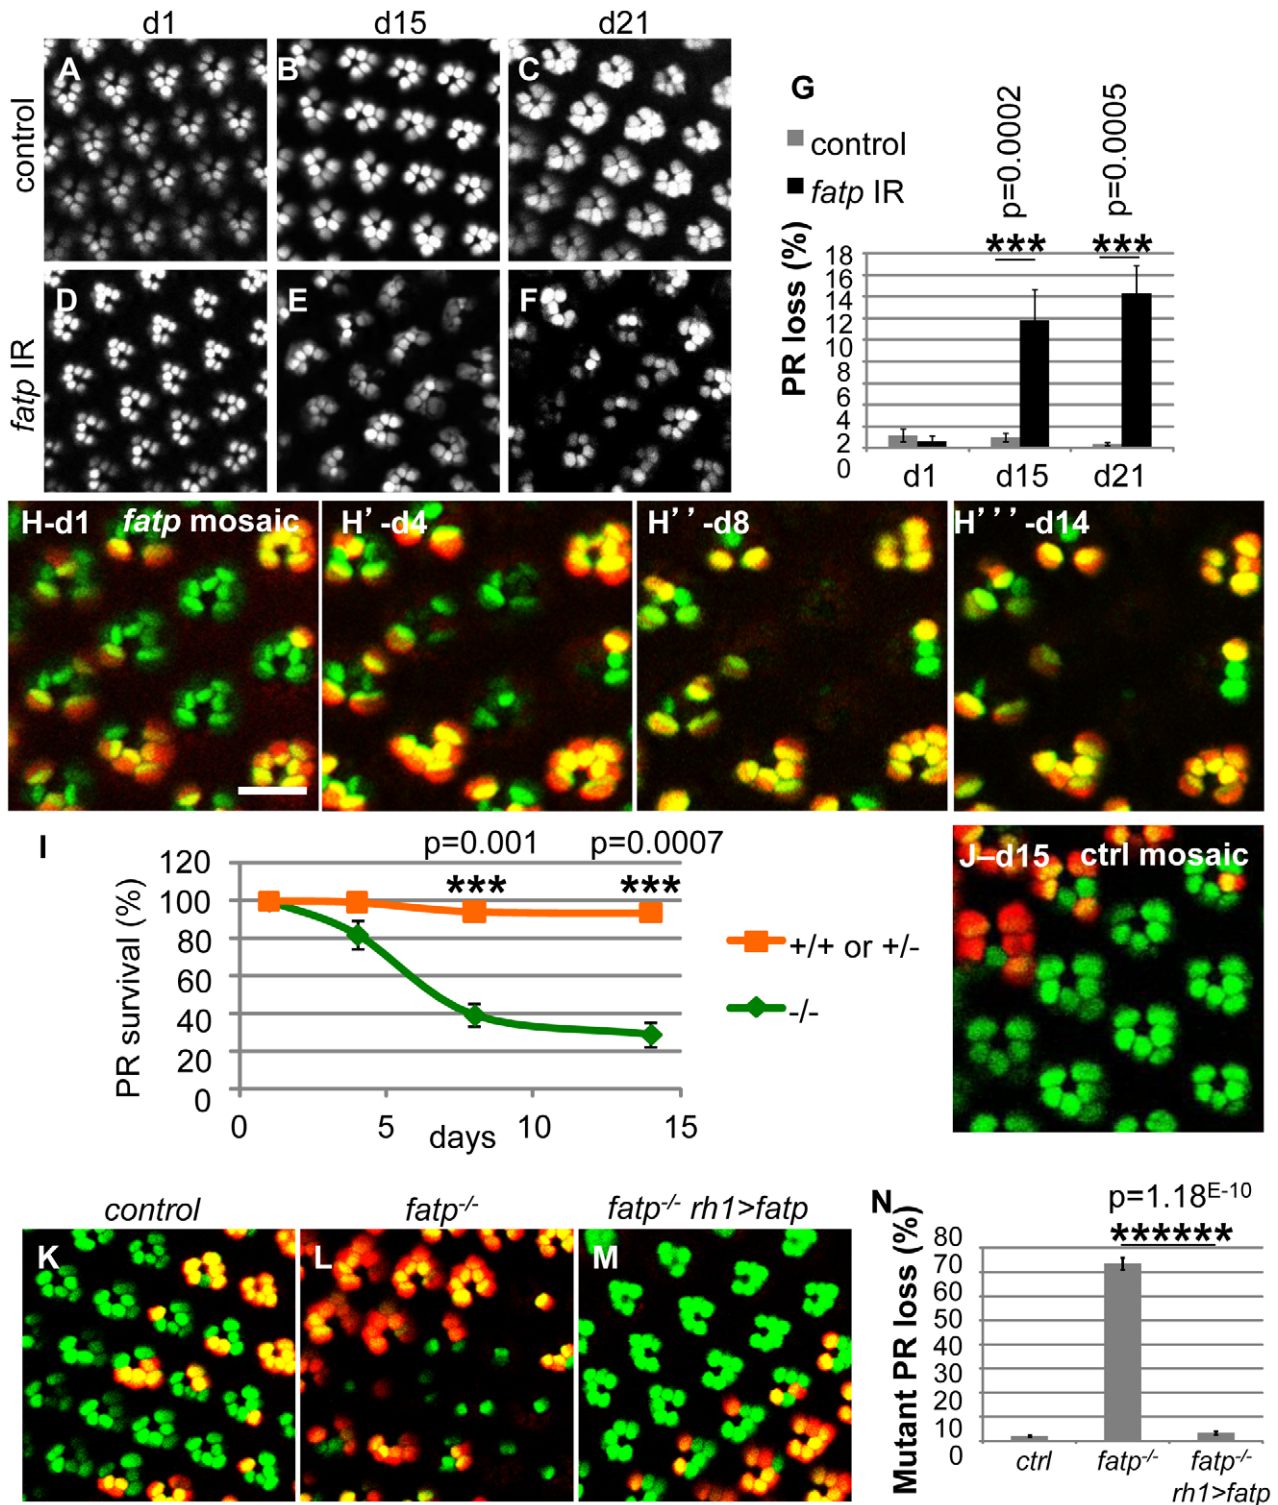 d1 d15 d21
control
A B C
fatp IR
D E F
G
control
fatp IR
p=0.0002
p=0.0005
*** ***
PR loss (%)
18
16
14
12
10
8
6
4
2
0
d1 d15 d21
H-d1 fatp mosaic
H'-d4
H''-d8
H'''-d14
I
p=0.001 p=0.0007
*** ***
PR survival (%)
120
100
80
60
40
20
0
0 5 10 15
days
+/+ or +/-
-/-
J–d15 ctrl mosaic
control fatp-/- fatp-/- rh1>fatp
K L M
N
p=1.18E-10
******
Mutant PR loss (%)
80
70
60
50
40
30
20
10
0
ctrl fatp-/- fatp-/-
rh1>fatp